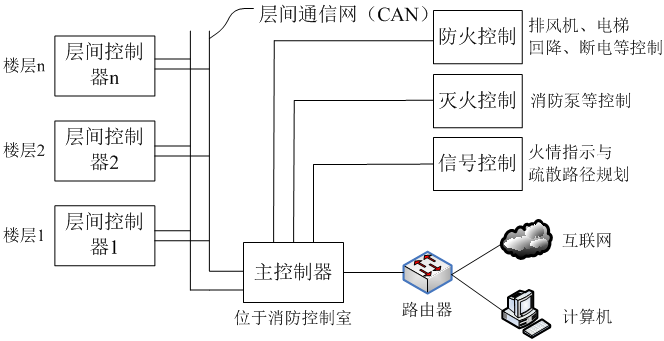 层间通信网（CAN）
楼层n
层间控制
器n
楼层2
层间控制
器2
楼层1
层间控制
器1
防火控制
排风机、电梯
回降、断电等控制
灭火控制
消防泵等控制
信号控制
火情指示与
疏散路径规划
主控制器
位于消防控制室
路由器
互联网
计算机